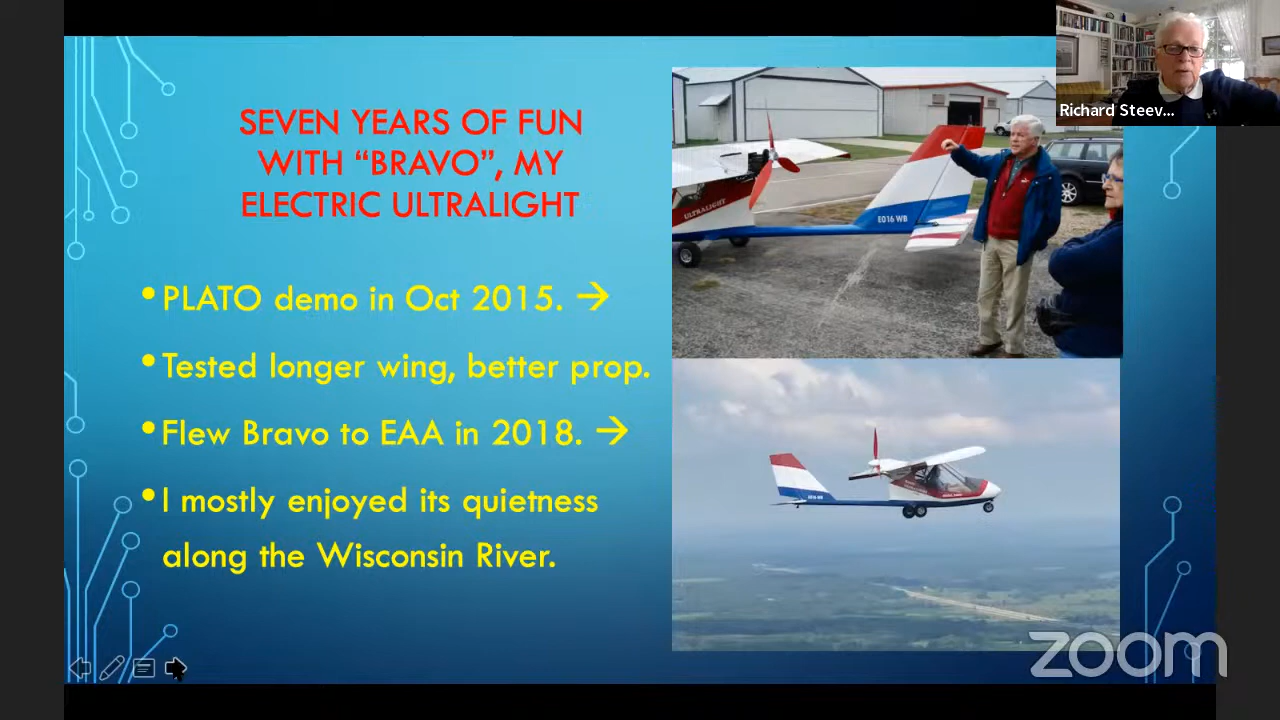 SEVEN YEARS OF FUN
WITH “BRAVO”, MY
ELECTRIC ULTRALIGHT
•PLATO demo in Oct 2015. →
•Tested longer wing, better prop.
•Flew Bravo to EAA in 2018. →
•I mostly enjoyed its quietness
along the Wisconsin River.
Richard Steev...
ULTRALIGHT
E016 WB
zoom